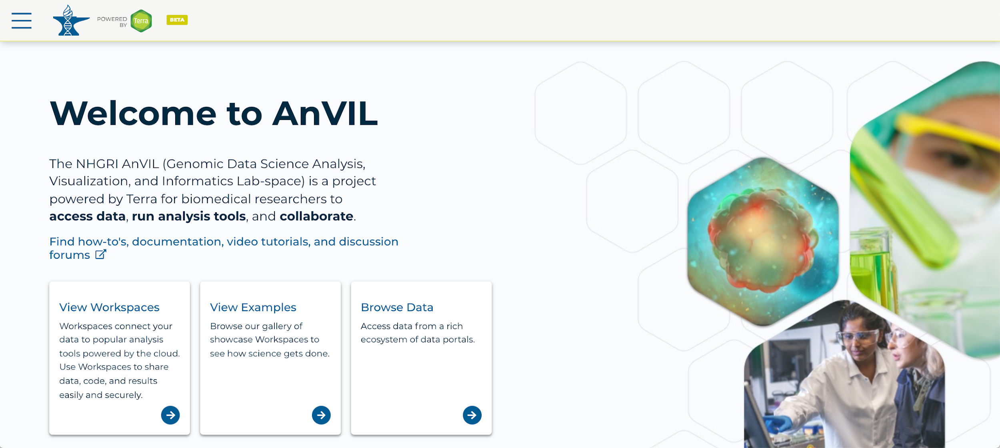 POWERED
BY
Terra
BETA
Welcome to AnVIL
The NHGRI AnVIL (Genomic Data Science Analysis,
Visualization, and Informatics Lab-space) is a project
powered by Terra for biomedical researchers to
access data, run analysis tools, and collaborate.
Find how-to's, documentation, video tutorials, and discussion
forums
View Workspaces
Workspaces connect your
data to popular analysis
tools powered by the cloud.
Use Workspaces to share
data, code, and results
easily and securely.
View Examples
Browse our gallery of
showcase Workspaces to
see how science gets done.
Browse Data
Access data from a rich
ecosystem of data portals.